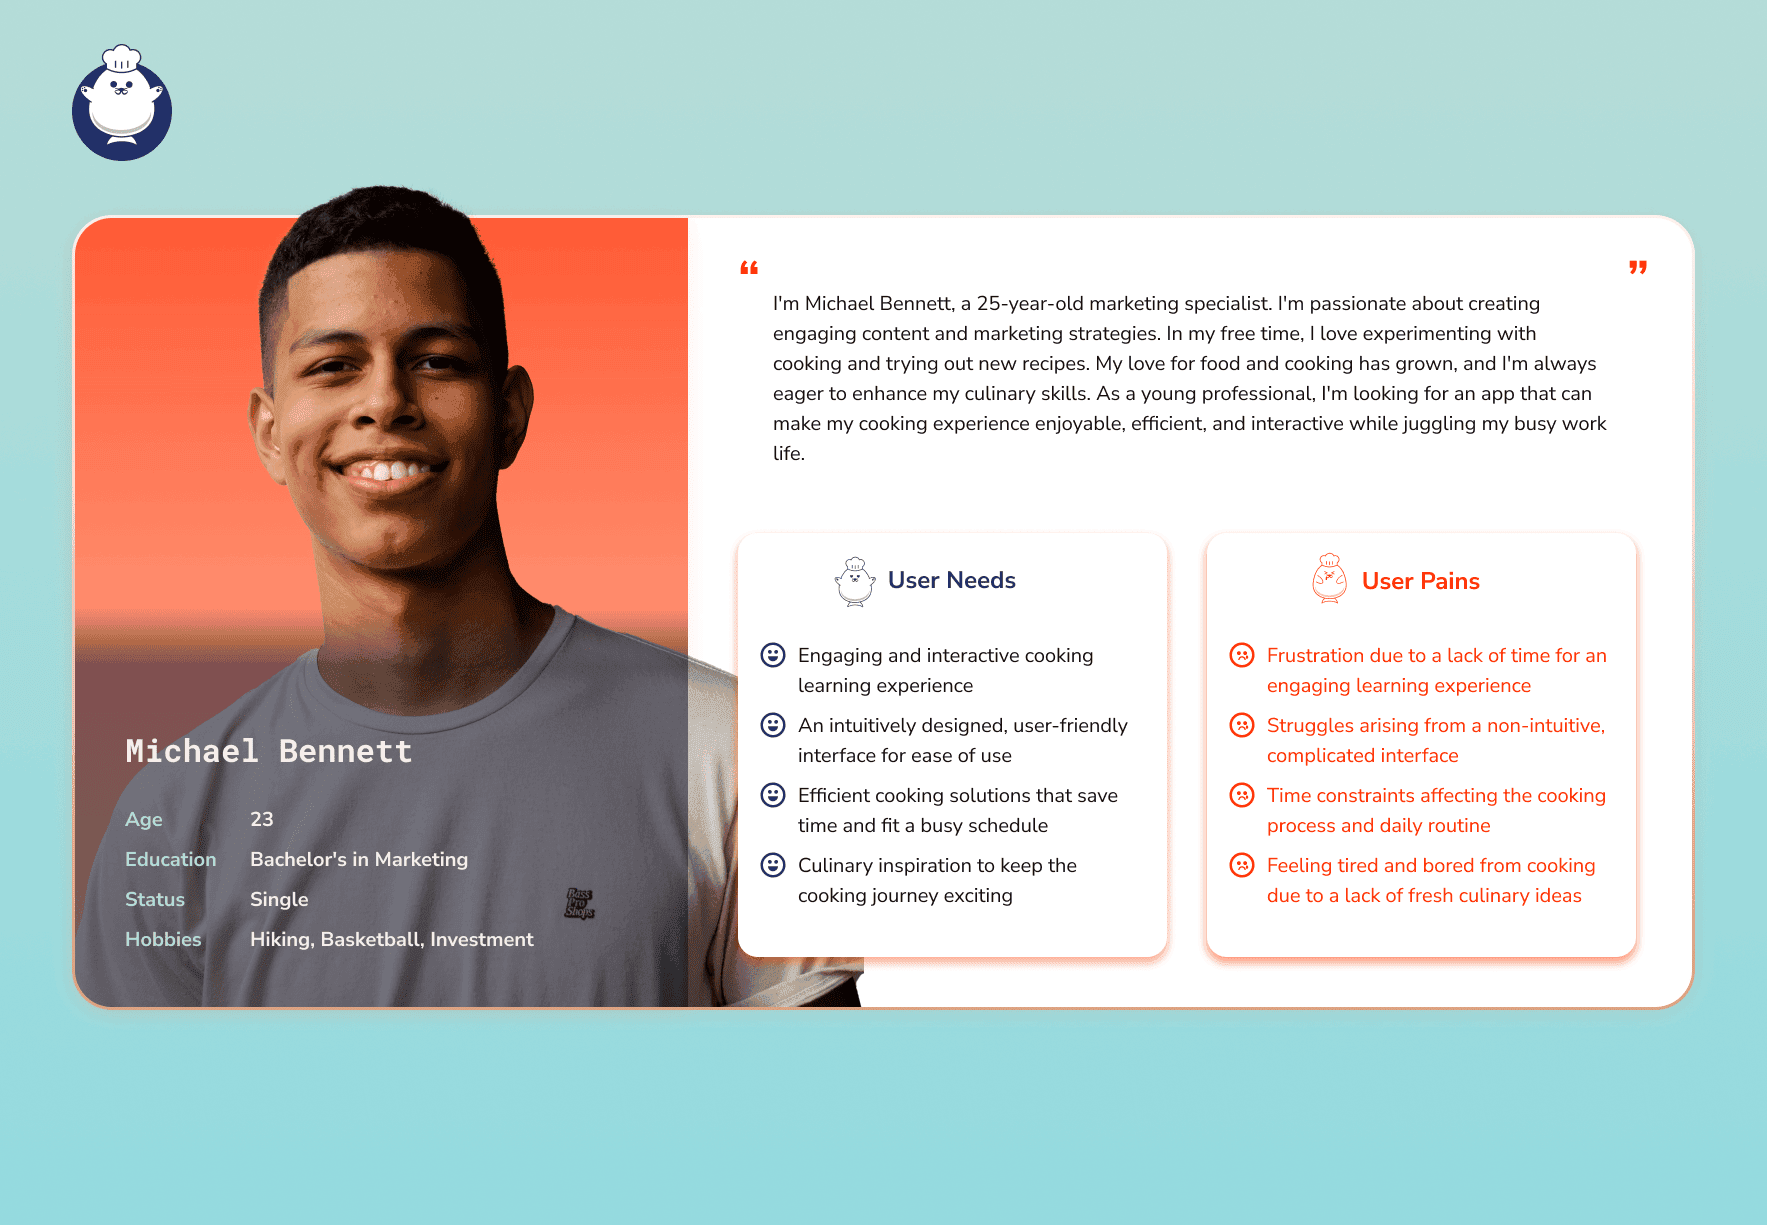 “ ”
I'm Michael Bennett, a 25-year-old marketing specialist. I'm passionate about creating
engaging content and marketing strategies. In my free time, I love experimenting with
cooking and trying out new recipes. My love for food and cooking has grown, and I'm always
eager to enhance my culinary skills. As a young professional, I'm looking for an app that can
make my cooking experience enjoyable, efficient, and interactive while juggling my busy work
life.
Michael Bennett
Age 23
Education Bachelor's in Marketing
Status Single
Hobbies Hiking, Basketball, Investment
Bass
Pro
Shops
User Needs
Engaging and interactive cooking
learning experience
An intuitively designed, user-friendly
interface for ease of use
Efficient cooking solutions that save
time and fit a busy schedule
Culinary inspiration to keep the
cooking journey exciting
User Pains
Frustration due to a lack of time for an
engaging learning experience
Struggles arising from a non-intuitive,
complicated interface
Time constraints affecting the cooking
process and daily routine
Feeling tired and bored from cooking
due to a lack of fresh culinary ideas